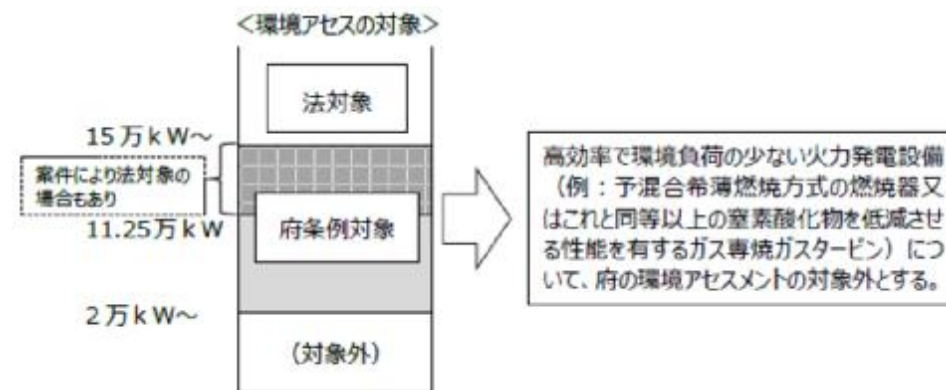 ＜環境アセスの対象＞
法対象
15万kW～
案件により法対象の
場合もあり
11.25万kW
府条例対象
2万kW～
（対象外）
高効率で環境負荷の少ない火力発電設備
（例：予混合希薄燃焼方式の燃焼器又
はこれと同等以上の窒素酸化物を低減させ
る性能を有するガス専焼ガスタービン）につ
いて、府の環境アセスメントの対象外とする。